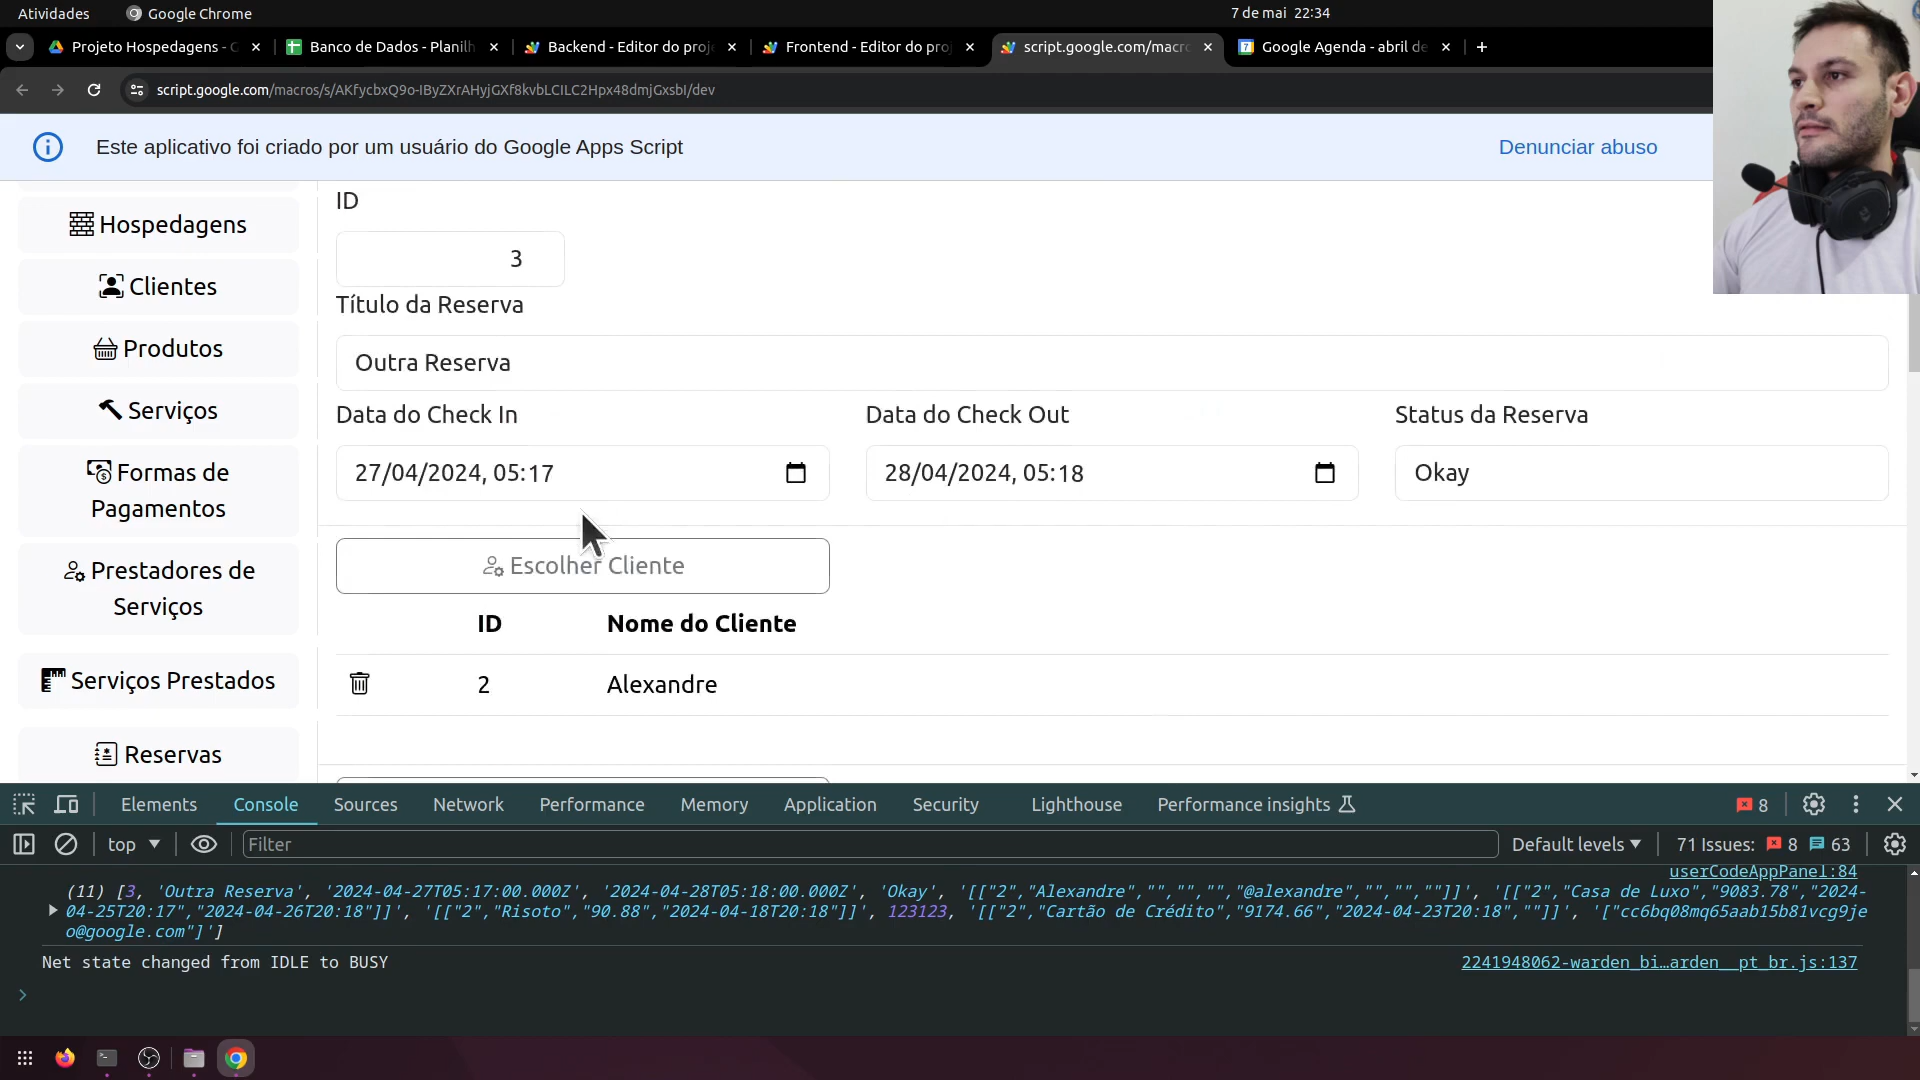 Atividades
Google Chrome
7 de mai 22:34
Projeto Hospedagens -
Banco de Dados - Planilh
Backend - Editor do proj
Frontend - Editor do pro
script.google.com/macr
Google Agenda - abril de
script.google.com/macros/s/AKfycbxQ9o-IByZXrAHyjGXf8kvbLCILC2Hpx48dmjGxsbI/dev
Este aplicativo foi criado por um usuário do Google Apps Script
Denunciar abuso
Hospedagens
Clientes
Produtos
Serviços
Formas de
Pagamentos
Prestadores de
Serviços
Serviços Prestados
Reservas
ID
3
Título da Reserva
Outra Reserva
Data do Check In
Data do Check Out
Status da Reserva
27/04/2024, 05:17
28/04/2024, 05:18
Okay
Escolher Cliente
ID
Nome do Cliente
2
Alexandre
Elements
Console
Sources
Network
Performance
Memory
Application
Security
Lighthouse
Performance insights
8
top
Filter
Default levels
71 Issues:
8
63
userCodeAppPanel:84
(11) [3, 'Outra Reserva', '2024-04-27T05:17:00.000Z', '2024-04-28T05:18:00.000Z', 'Okay', '[["2","Alexandre","","","","@alexandre","","",""]]', '[["2","Casa de Luxo","9083.78","2024-
04-25T20:17","2024-04-26T20:18"]]', '[["2","Risoto","90.88","2024-04-18T20:18"]]', 123123, '[["2","Cartão de Crédito","9174.66","2024-04-23T20:18",""]]', '["cc6bq08mq65aab15b81vcg9je
o@google.com"]']
Net state changed from IDLE to BUSY
2241948062-warden_bi…arden__pt_br.js:137